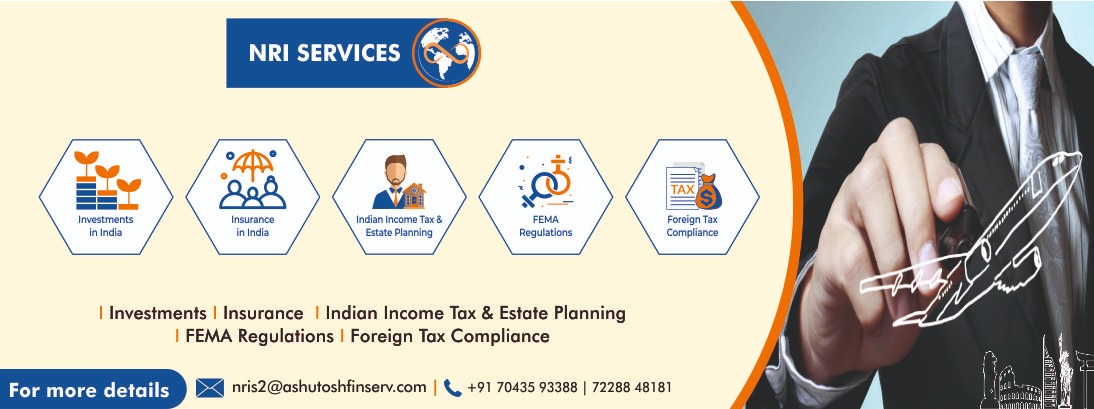 NRI SERVICES
Investments
in India
Insurance
in India
Indian Income Tax &
Estate Planning
FEMA
Regulations
TAX
Foreign Tax
Compliance
| Investments | Insurance | Indian Income Tax & Estate Planning
| FEMA Regulations | Foreign Tax Compliance
For more details nris2@ashutoshfinserv.com | +91 70435 93388 | 72288 48181